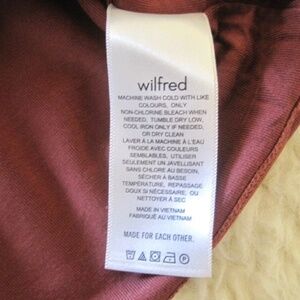 wilfred
MACHINE WASH COLD WITH LIKE
COLOURS, ONLY
NON-CHLORINE BLEACH WHEN
NEEDED, TUMBLE DRY LOW,
COOL IRON ONLY IF NEEDED,
OR DRY CLEAN
LAVER À LA MACHINE À L'EAU
FROIDE AVEC COULEURS
SEMBLABLES, UTILISER
SEULEMENT UN JAVELLISANT
SANS CHLORE AU BESOIN,
SÉCHER À BASSE
TEMPÉRATURE, REPASSAGE
DOUX SI NÉCESSAIRE, OU
NETTOYER À SEC
MADE IN VIETNAM
FABRIQUÉ AU VIETNAM
MADE FOR EACH OTHER.